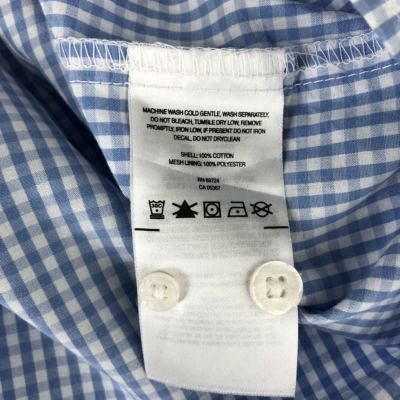 MACHINE WASH COLD GENTLE, WASH SEPARATELY,
DO NOT BLEACH, TUMBLE DRY LOW, REMOVE
PROMPTLY, IRON LOW, IF PRESENT DO NOT IRON
DECAL, DO NOT DRYCLEAN
SHELL: 100% COTTON
MESH LINING: 100% POLYESTER
RN 69724
CA 05367